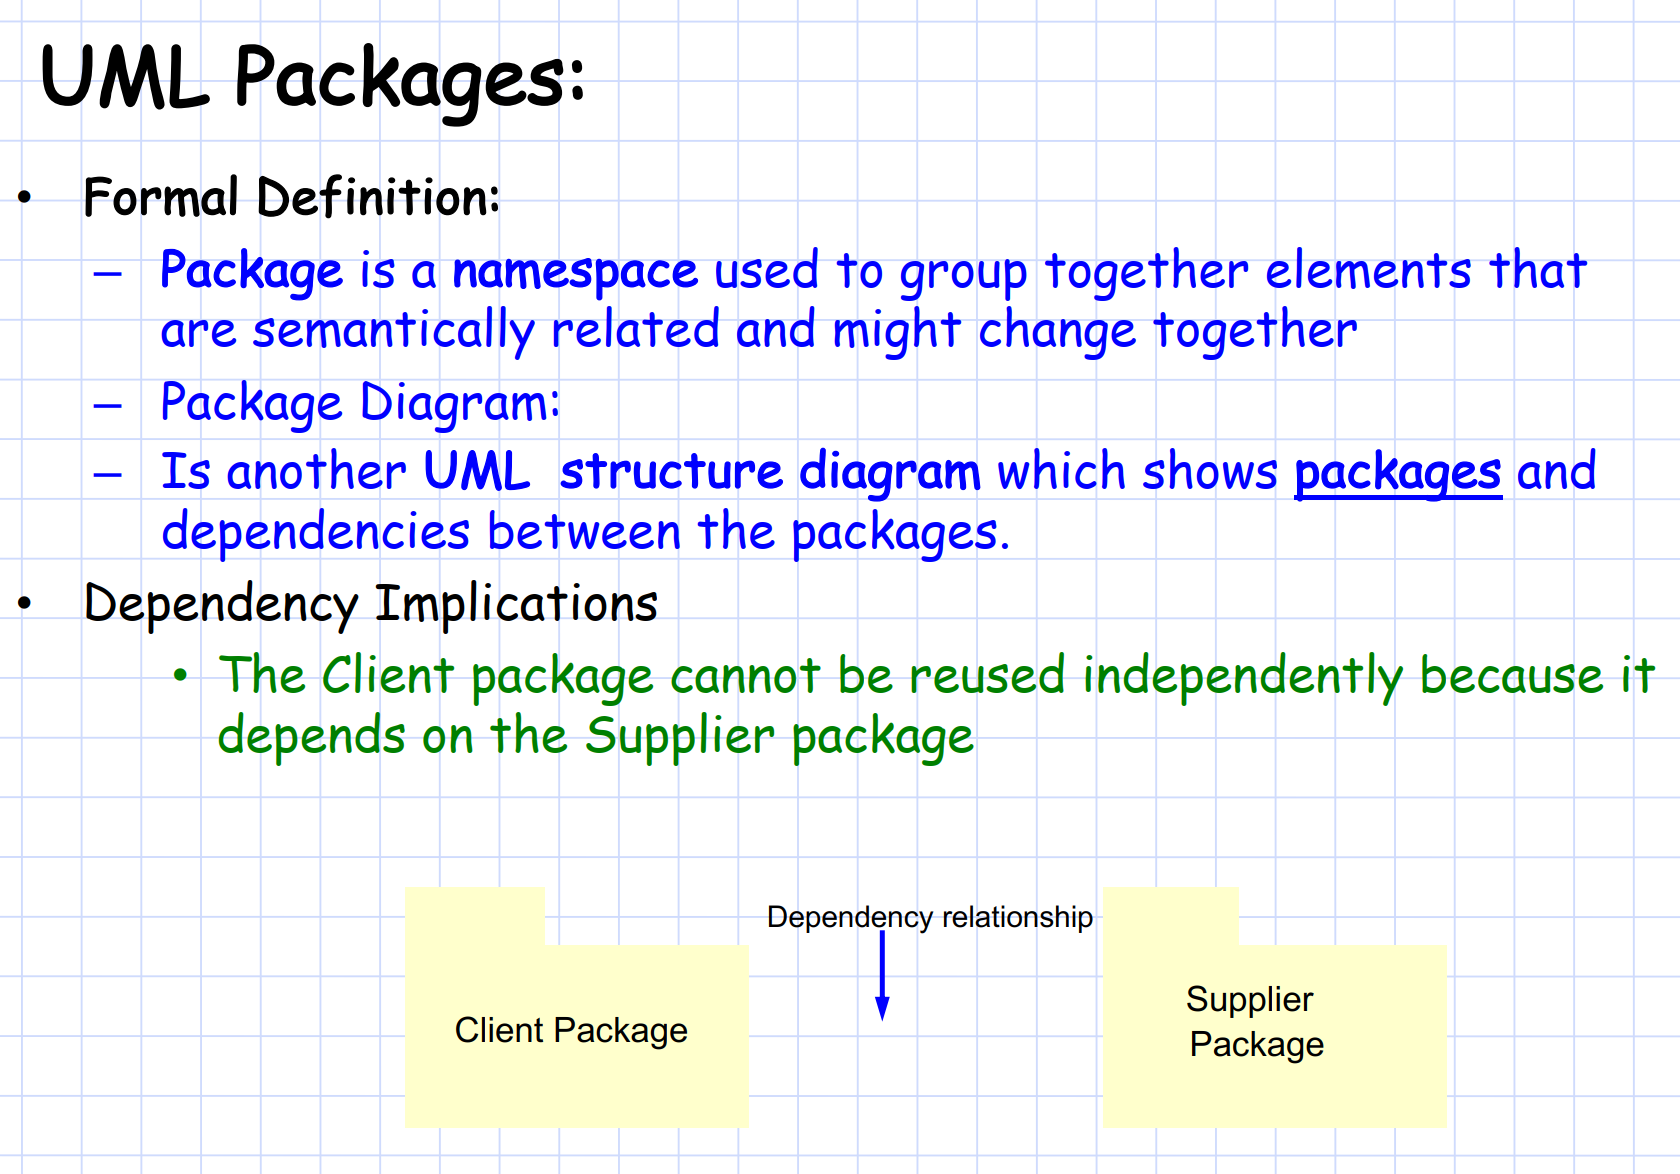 UML Packages:
• Formal Definition:
– Package is a namespace used to group together elements that
are semantically related and might change together
– Package Diagram:
– Is another UML structure diagram which shows packages and
dependencies between the packages.
• Dependency Implications
• The Client package cannot be reused independently because it
depends on the Supplier package
Dependency relationship
Client Package
Supplier
Package